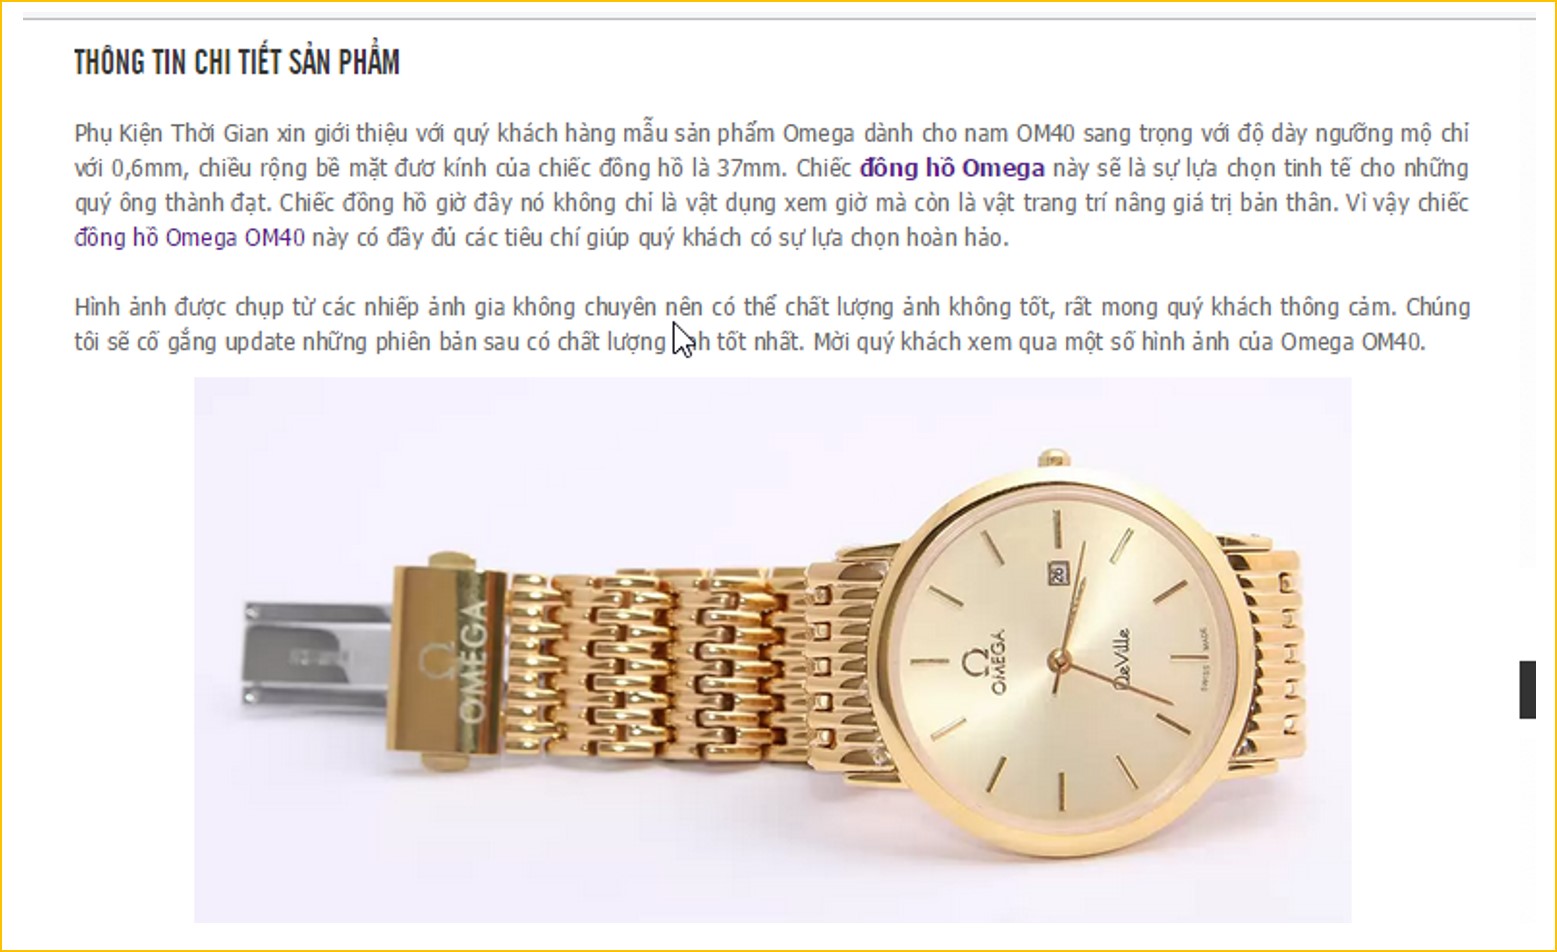 THÔNG TIN CHI TIẾT SẢN PHẨM
Phụ Kiện Thời Gian xin giới thiệu với quý khách hàng mẫu sản phẩm Omega dành cho nam OM40 sang trọng với độ dày ngưỡng mộ chỉ
với 0,6mm, chiều rộng bề mặt đươ kính của chiếc đồng hồ là 37mm. Chiếc đồng hồ Omega này sẽ là sự lựa chọn tinh tế cho những
quý ông thành đạt. Chiếc đồng hồ giờ đây nó không chỉ là vật dụng xem giờ mà còn là vật trang trí nâng giá trị bản thân. Vì vậy chiếc
đồng hồ Omega OM40 này có đầy đủ các tiêu chí giúp quý khách có sự lựa chọn hoàn hảo.
Hình ảnh được chụp từ các nhiếp ảnh gia không chuyên nên có thể chất lượng ảnh không tốt, rất mong quý khách thông cảm. Chúng
tôi sẽ cố gắng update những phiên bản sau có chất lượng tốt nhất. Mời quý khách xem qua một số hình ảnh của Omega OM40.
OMEGA
OMEGA
DeVille
26
SWISS MADE